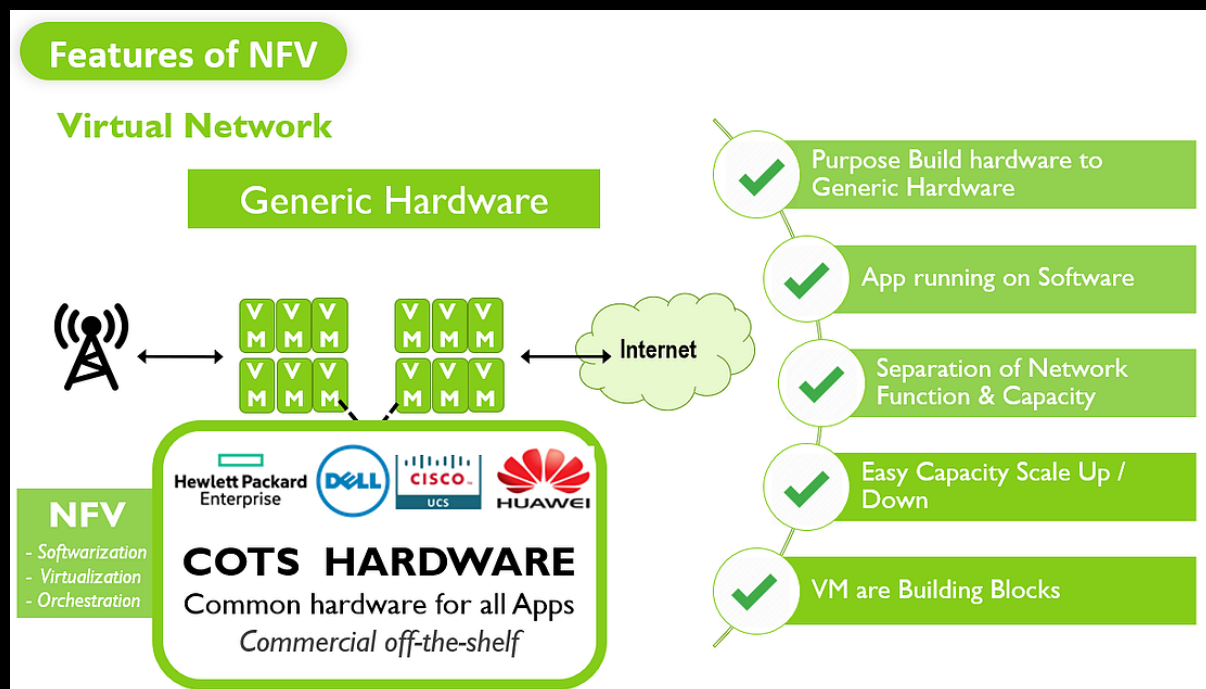 Features of NFV
Virtual Network
Generic Hardware
V V V
M M M
V V V
M M M
V V V
M M M
V V V
M M M
Internet
Hewlett Packard
Enterprise
DELL
CISCO
UCS
HUAWEI
NFV
- Softwarization
- Virtualization
- Orchestration
COTS HARDWARE
Common hardware for all Apps
Commercial off-the-shelf
Purpose Build hardware to
Generic Hardware
App running on Software
Separation of Network
Function & Capacity
Easy Capacity Scale Up /
Down
VM are Building Blocks